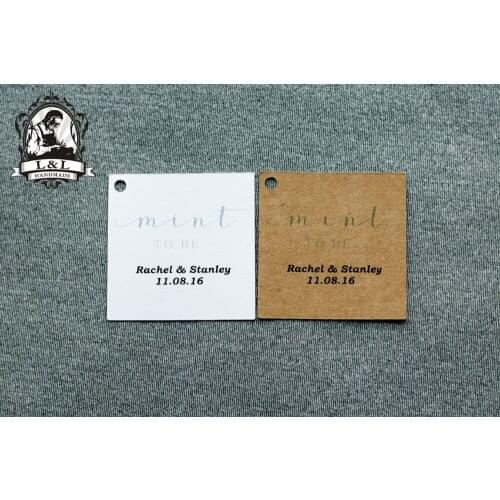 L&L
HANDMADE
mint
TO BE
Rachel & Stanley
11.08.16
mint
TO BE
Rachel & Stanley
11.08.16